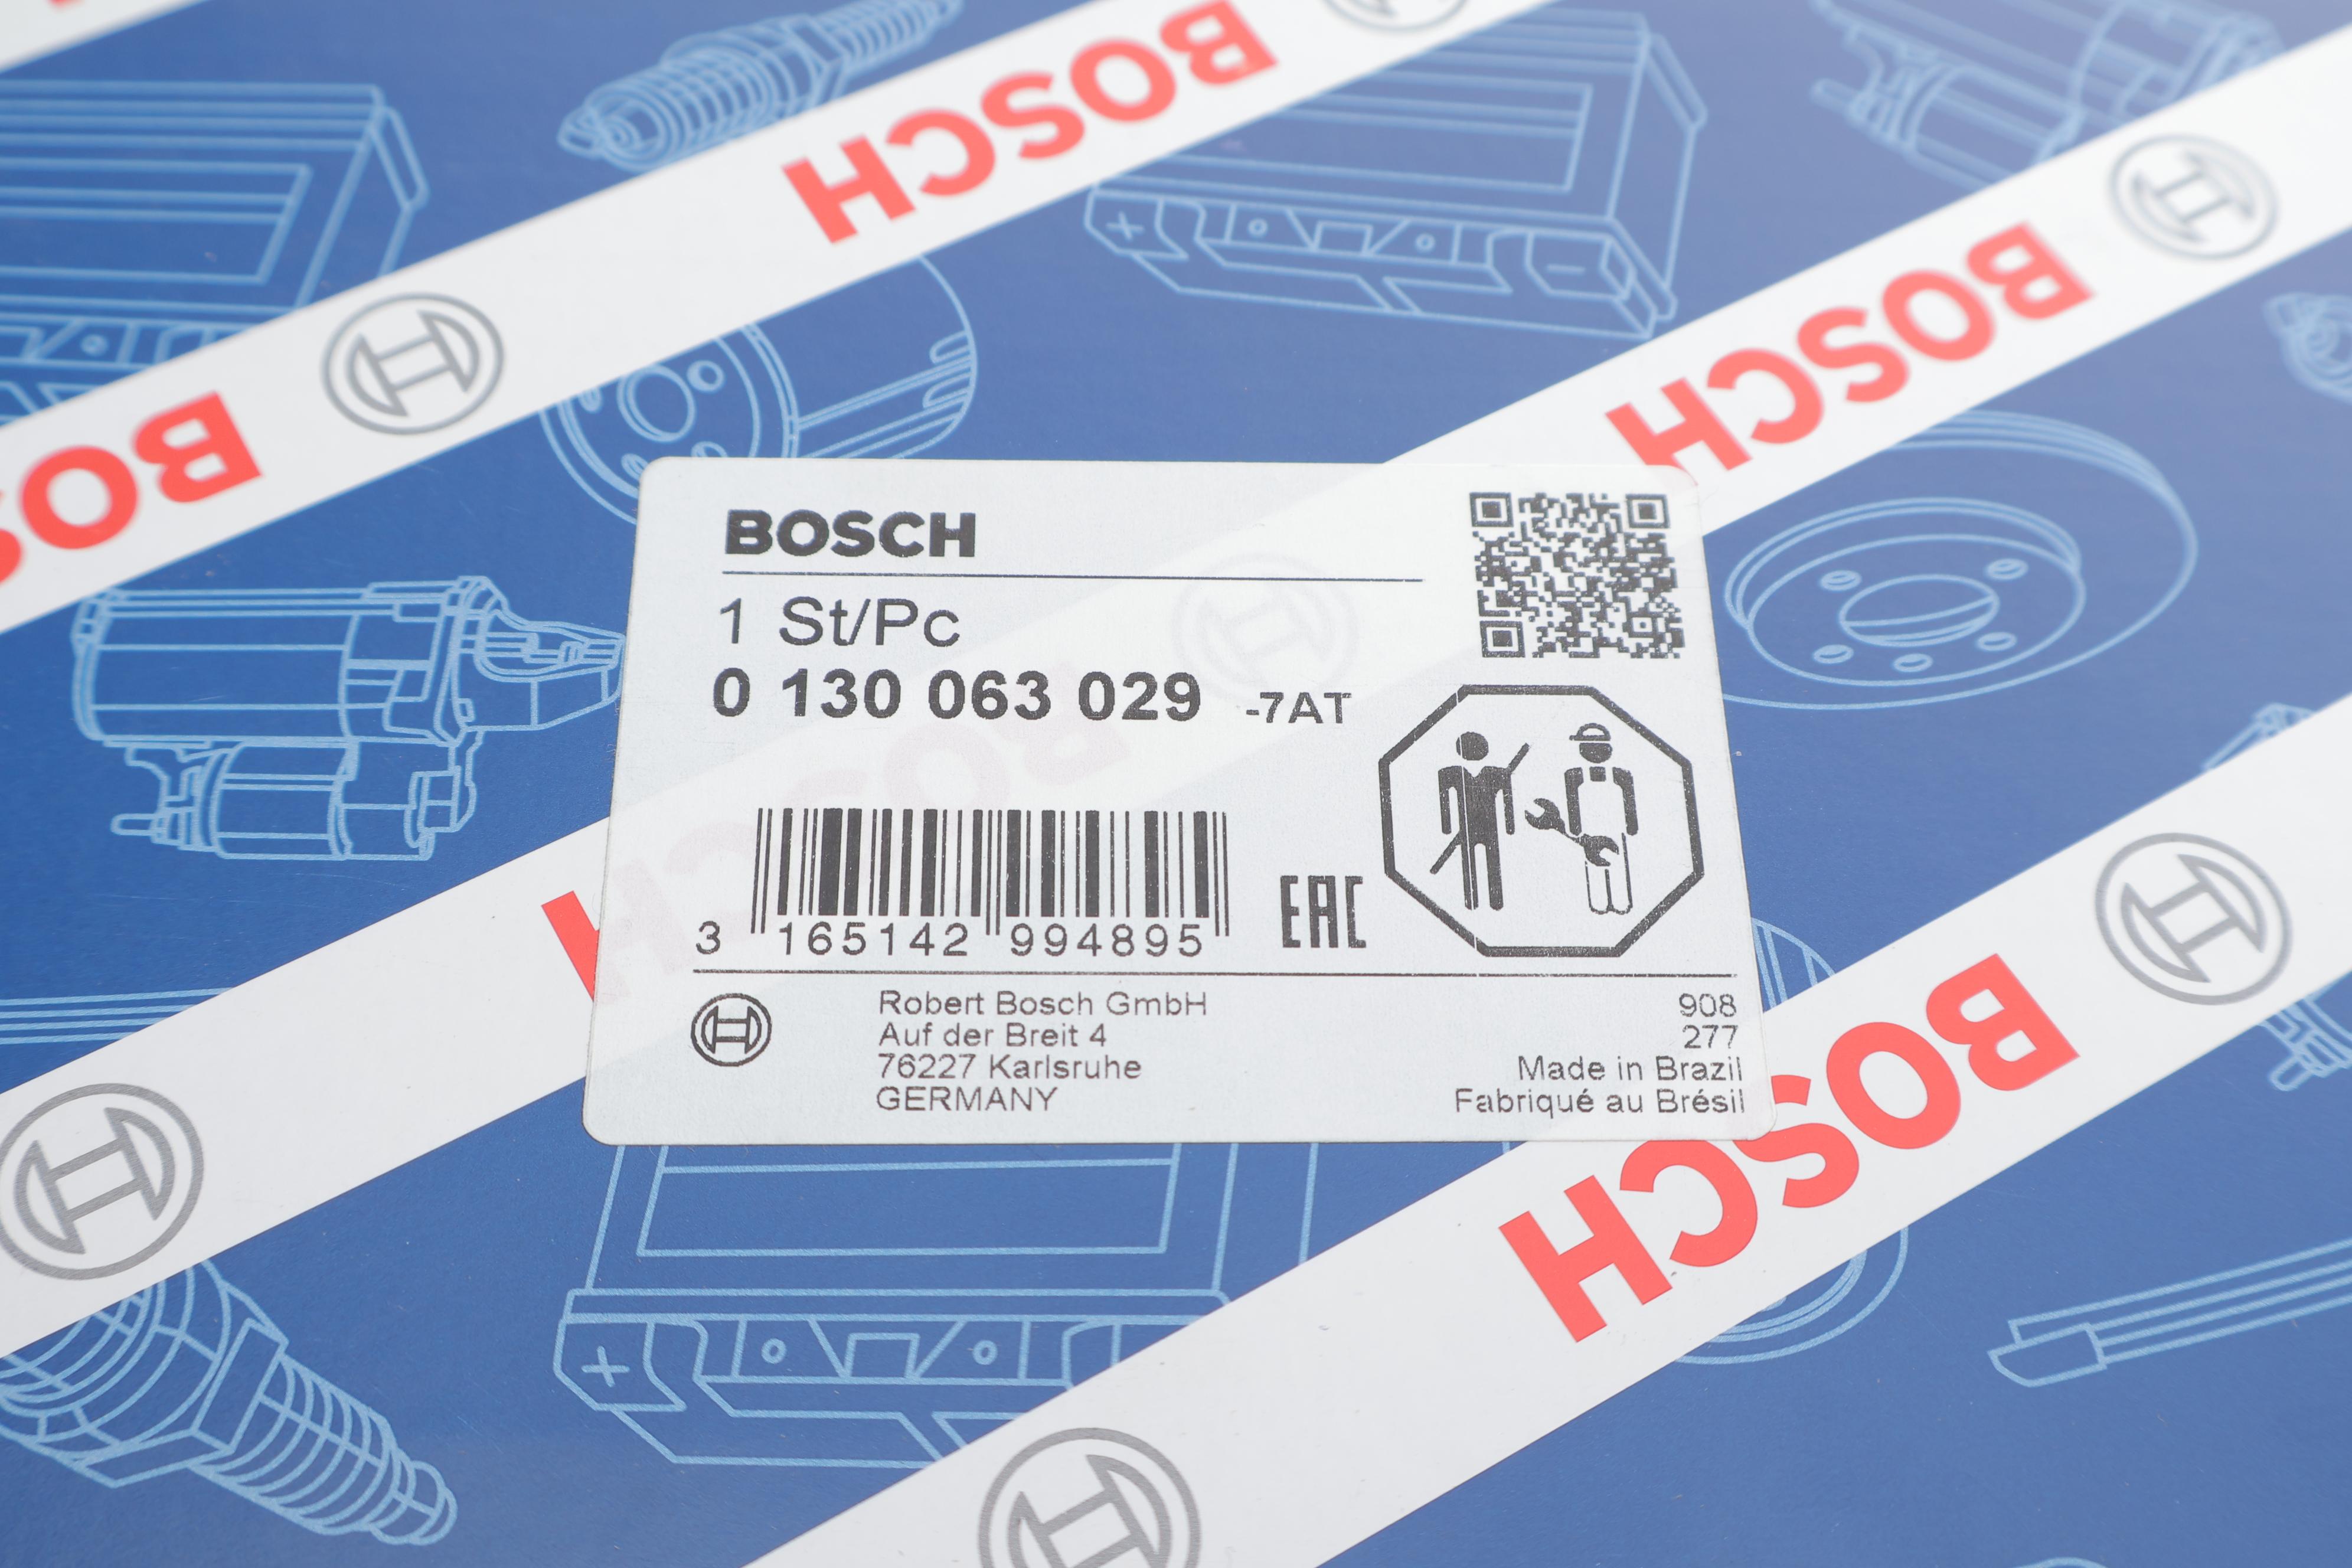 BOSCH
BOSCH
BOS
BOSCH
1 St/Pc
0 130 063 029 -7AT
3 165142 994895
EAC
Robert Bosch GmbH
Auf der Breit 4
76227 Karlsruhe
GERMANY
908
277
Made in Brazil
Fabriqué au Brésil
BOSCH
BOSCH